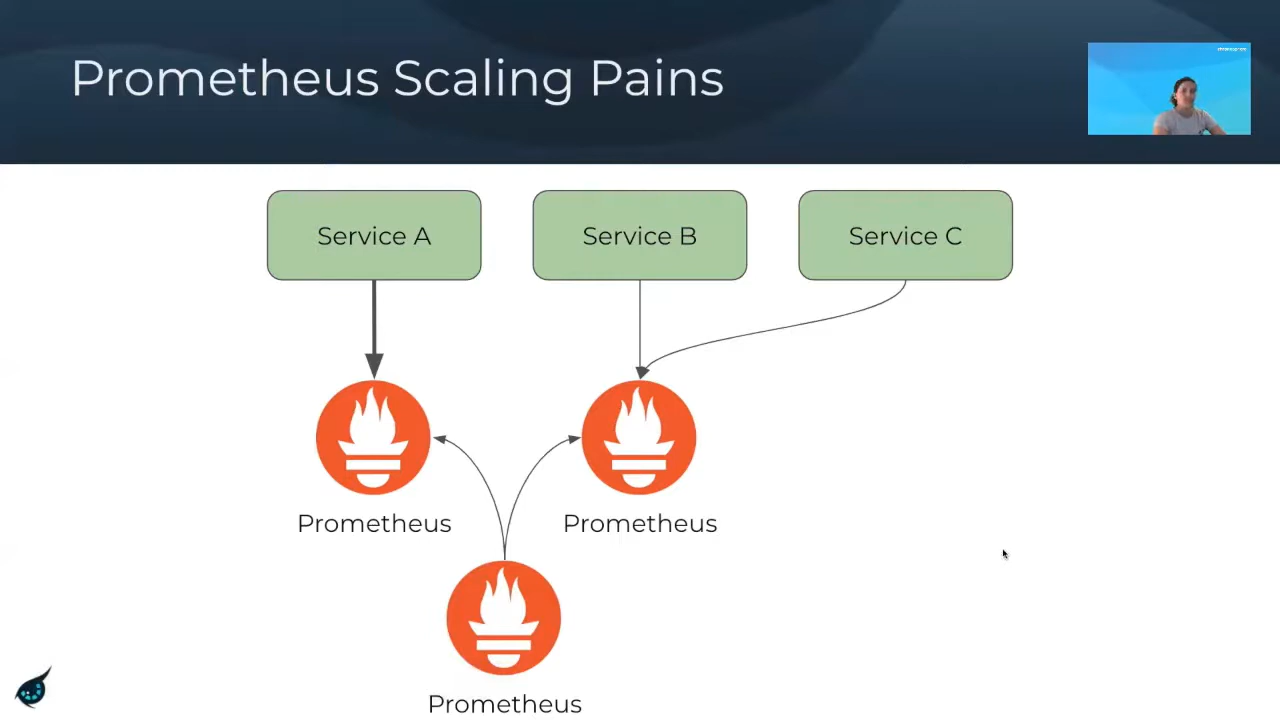 Prometheus Scaling Pains
Service A
Service B
Service C
Prometheus
Prometheus
Prometheus